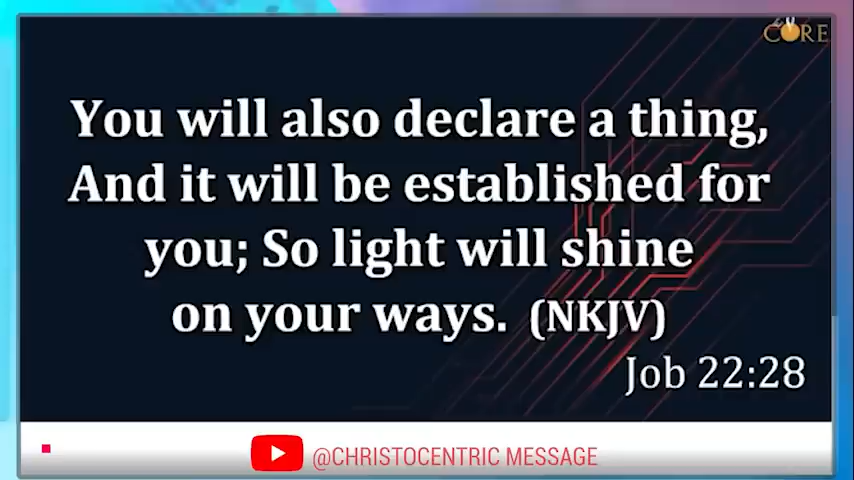 CORE
You will also declare a thing,
And it will be established for
you; So light will shine
on your ways. (NKJV)
Job 22:28
@CHRISTOCENTRIC MESSAGE